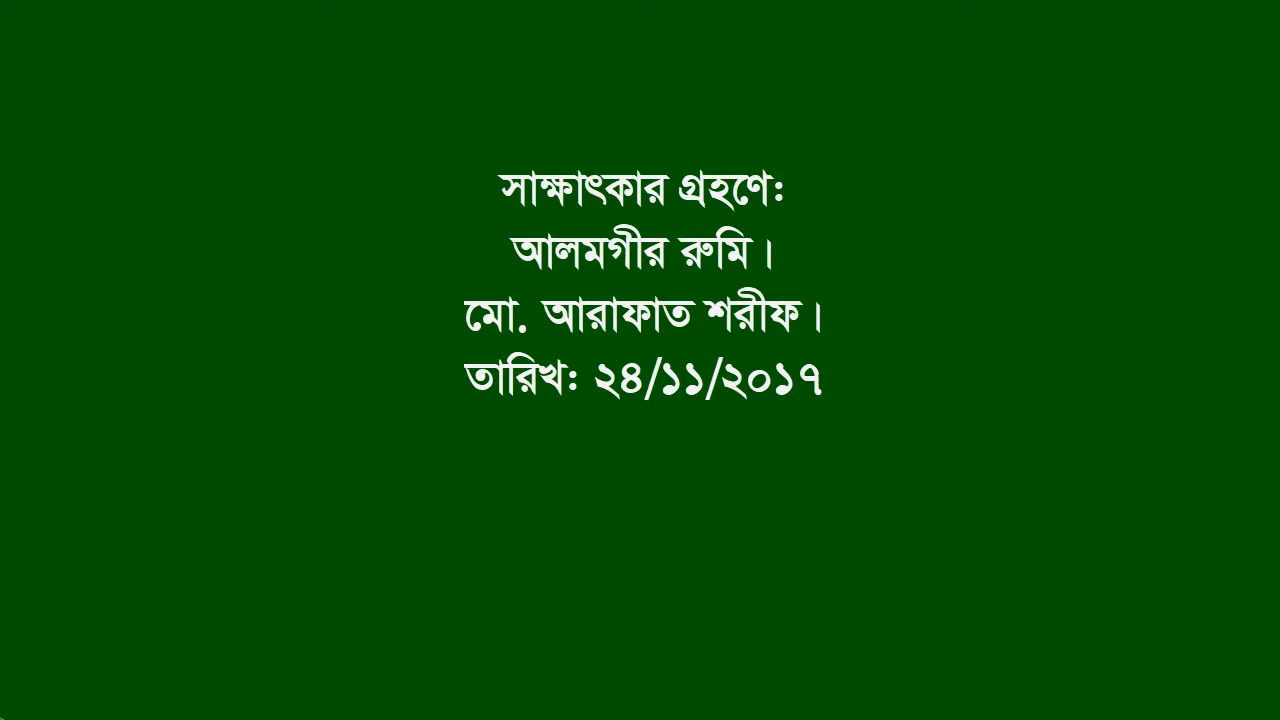 সাক্ষাৎকার গ্রহণে:
আলমগীর রুমি।
মো. আরাফাত শরীফ।
তারিখ: ২৪/১১/২০১৭